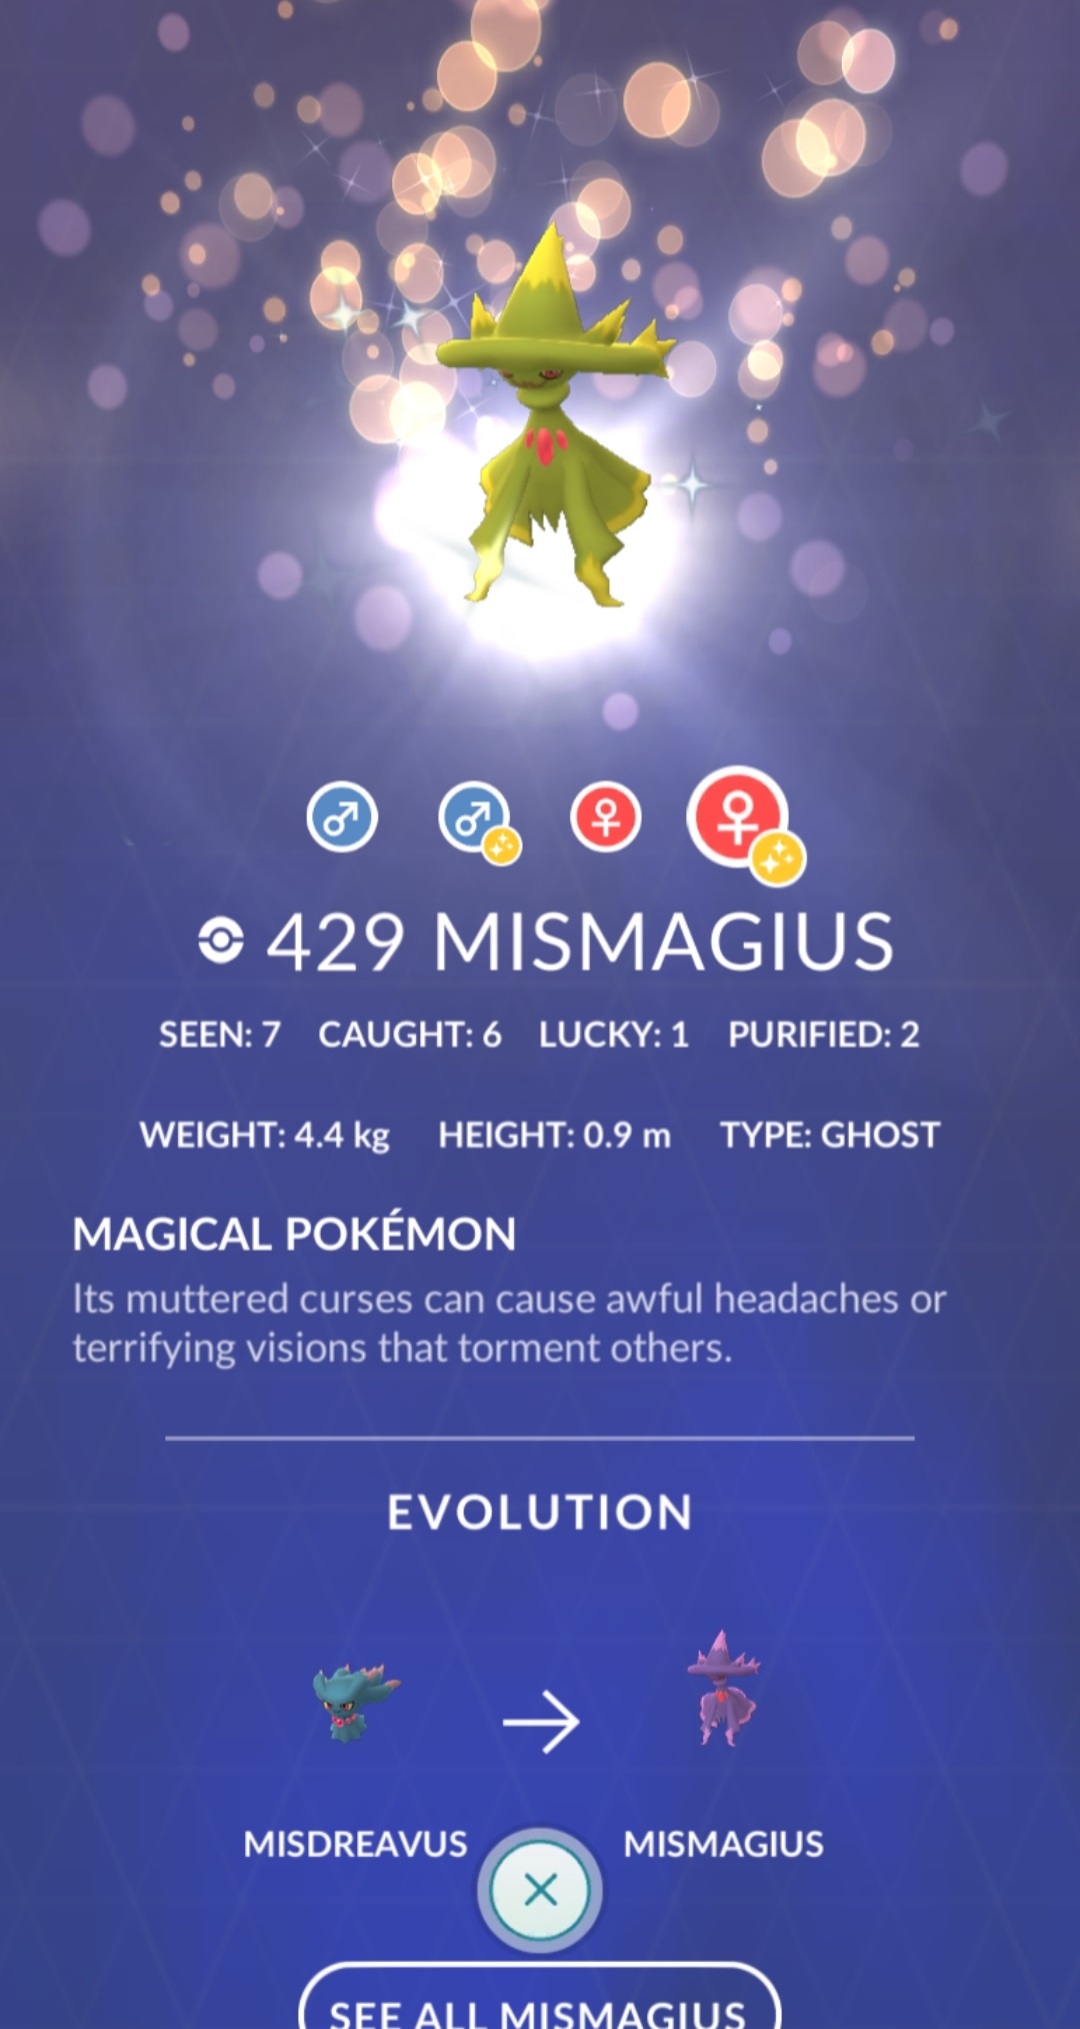 429 MISMAGIUS
SEEN: 7 CAUGHT: 6 LUCKY: 1 PURIFIED: 2
WEIGHT: 4.4 kg HEIGHT: 0.9 m TYPE: GHOST
MAGICAL POKÉMON
Its muttered curses can cause awful headaches or
terrifying visions that torment others.
EVOLUTION
MISDREAVUS MISMAGIUS
SEE ALL MISMAGIUS